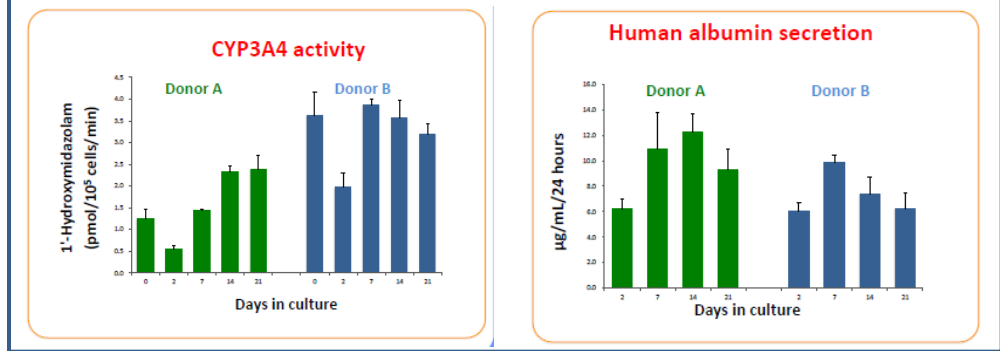 CYP3A4 activity
Donor A
Donor B
1'-Hydroxymidazolam
(pmol/10⁵ cells/min)
4.5
4.0
3.5
3.0
2.5
2.0
1.5
1.0
0.5
0.0
0 2 7 14 21 0 2 7 14 21
Days in culture
Human albumin secretion
Donor A
Donor B
µg/mL/24 hours
16.0
14.0
12.0
10.0
8.0
6.0
4.0
2.0
0.0
2 7 14 21 2 7 14 21
Days in culture